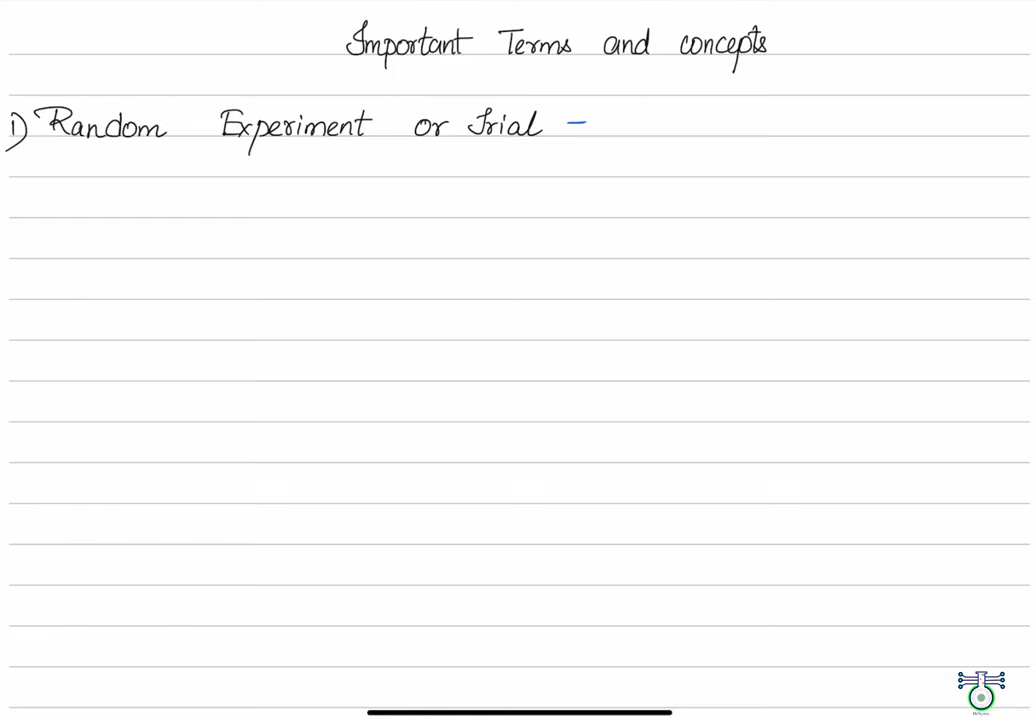 Important Terms and concepts
1) Random Experiment or Trial -